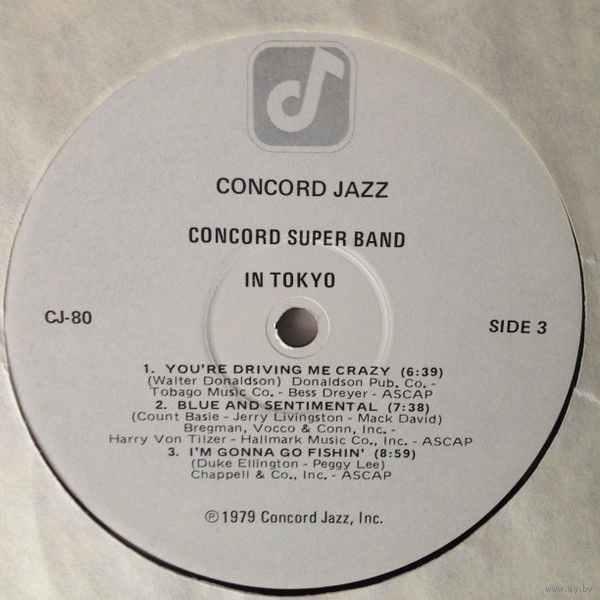 CONCORD JAZZ
CONCORD SUPER BAND
IN TOKYO
CJ-80
SIDE 3
1. YOU'RE DRIVING ME CRAZY (6:39)
(Walter Donaldson) Donaldson Pub. Co. -
Tobago Music Co. - Bess Dreyer - ASCAP
2. BLUE AND SENTIMENTAL (7:38)
(Count Basie - Jerry Livingston - Mack David)
Bregman, Vocco & Conn, Inc. -
Harry Von Tilzer - Hallmark Music Co., Inc. - ASCAP
3. I'M GONNA GO FISHIN' (8:59)
(Duke Ellington - Peggy Lee)
Chappell & Co., Inc. - ASCAP
℗ 1979 Concord Jazz, Inc.
www.ay.by